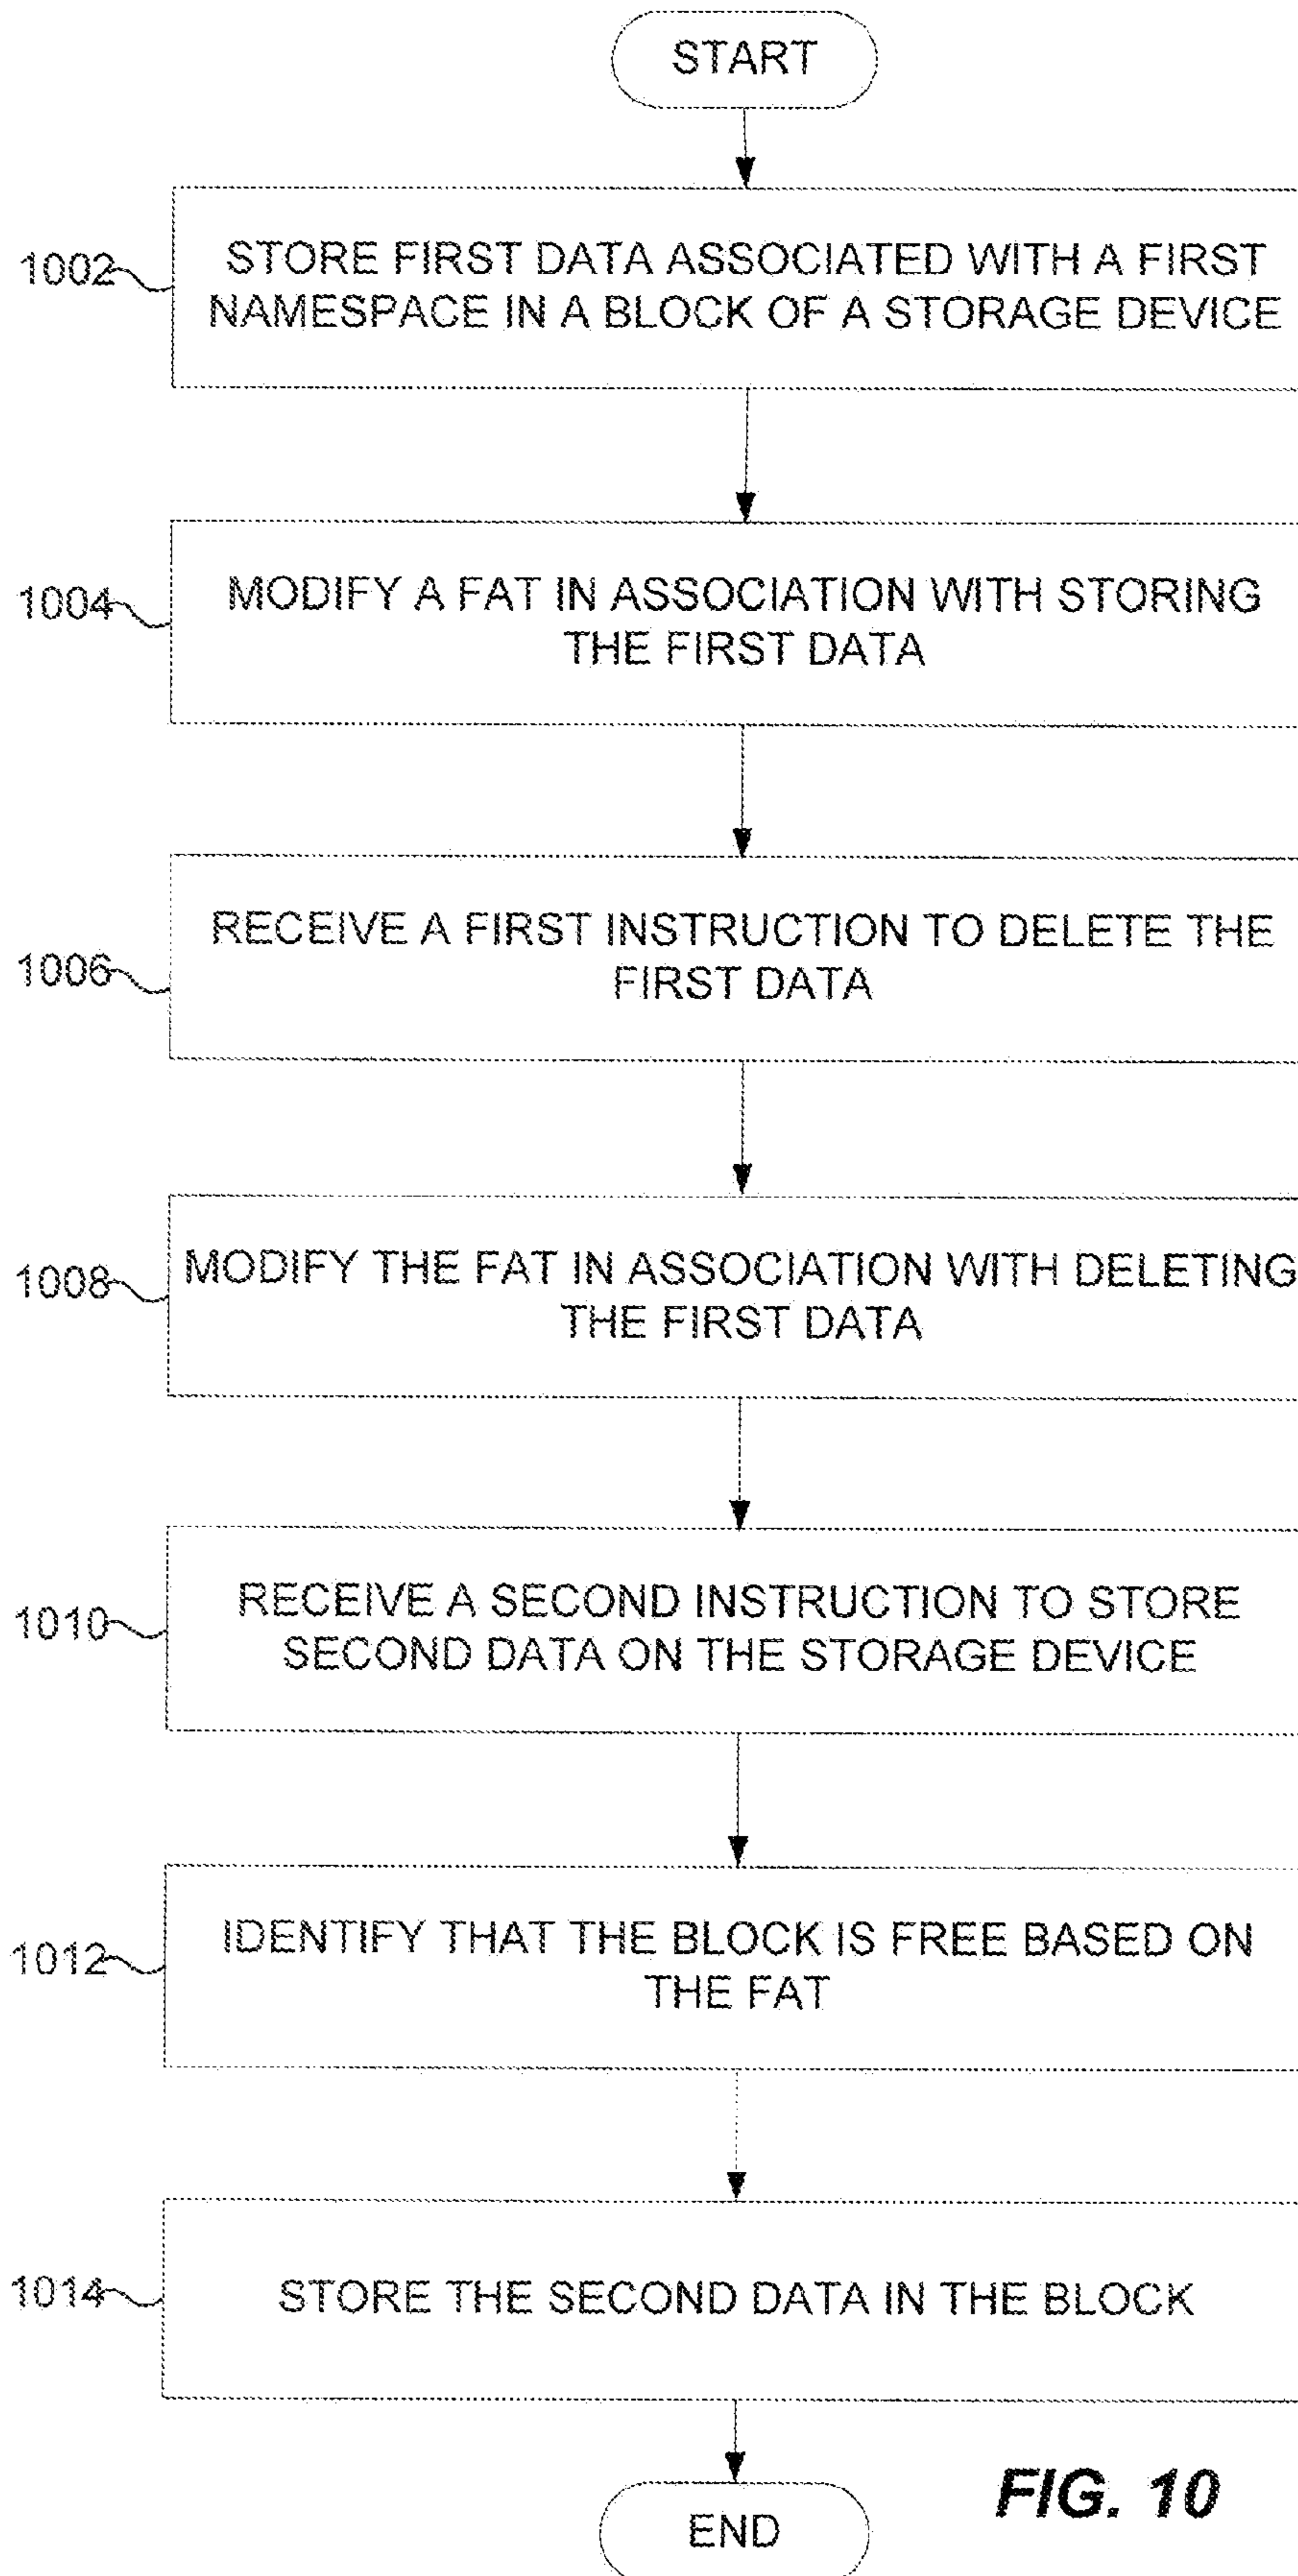 START
1002
STORE FIRST DATA ASSOCIATED WITH A FIRST
NAMESPACE IN A BLOCK OF A STORAGE DEVICE
1004
MODIFY A FAT IN ASSOCIATION WITH STORING
THE FIRST DATA
1006
RECEIVE A FIRST INSTRUCTION TO DELETE THE
FIRST DATA
1008
MODIFY THE FAT IN ASSOCIATION WITH DELETING
THE FIRST DATA
1010
RECEIVE A SECOND INSTRUCTION TO STORE
SECOND DATA ON THE STORAGE DEVICE
1012
IDENTIFY THAT THE BLOCK IS FREE BASED ON
THE FAT
1014
STORE THE SECOND DATA IN THE BLOCK
END
FIG. 10